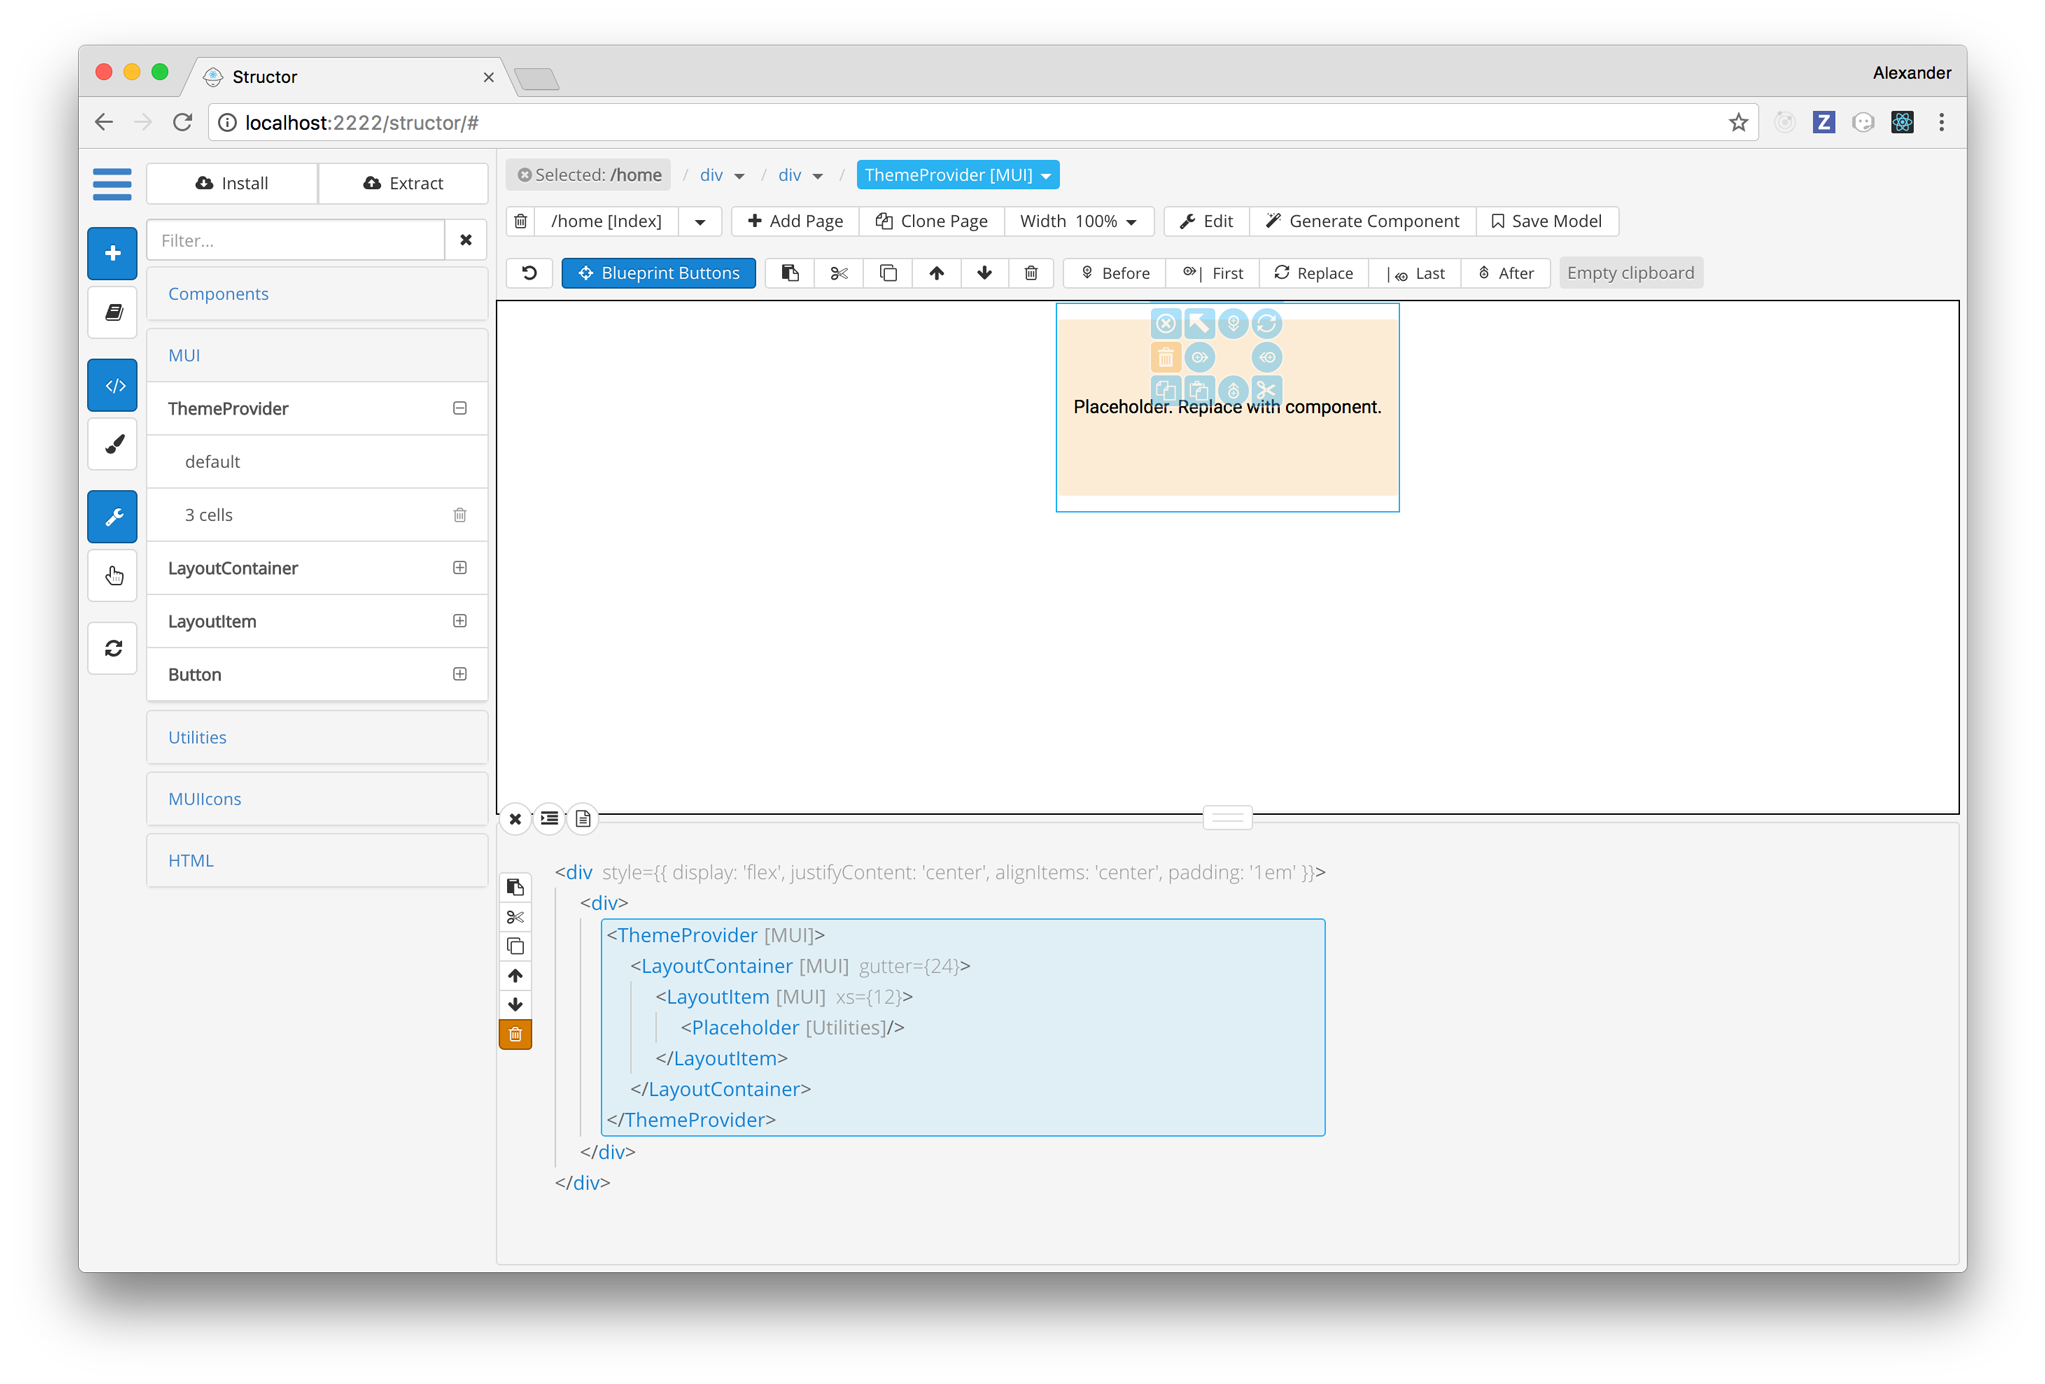 Structor
Alexander
localhost:2222/structor/#
Z
Install
Extract
Filter...
Components
MUI
ThemeProvider
default
3 cells
LayoutContainer
LayoutItem
Button
Utilities
MUIIcons
HTML
Selected: /home / div / div / ThemeProvider [MUI]
/home [Index] Add Page Clone Page Width 100% Edit Generate Component Save Model
Blueprint Buttons Before First Replace Last After Empty clipboard
Placeholder. Replace with component.
<div style={{ display: 'flex', justifyContent: 'center', alignItems: 'center', padding: '1em' }}>
<div>
<ThemeProvider [MUI]>
<LayoutContainer [MUI] gutter={24}>
<LayoutItem [MUI] xs={12}>
<Placeholder [Utilities]/>
</LayoutItem>
</LayoutContainer>
</ThemeProvider>
</div>
</div>